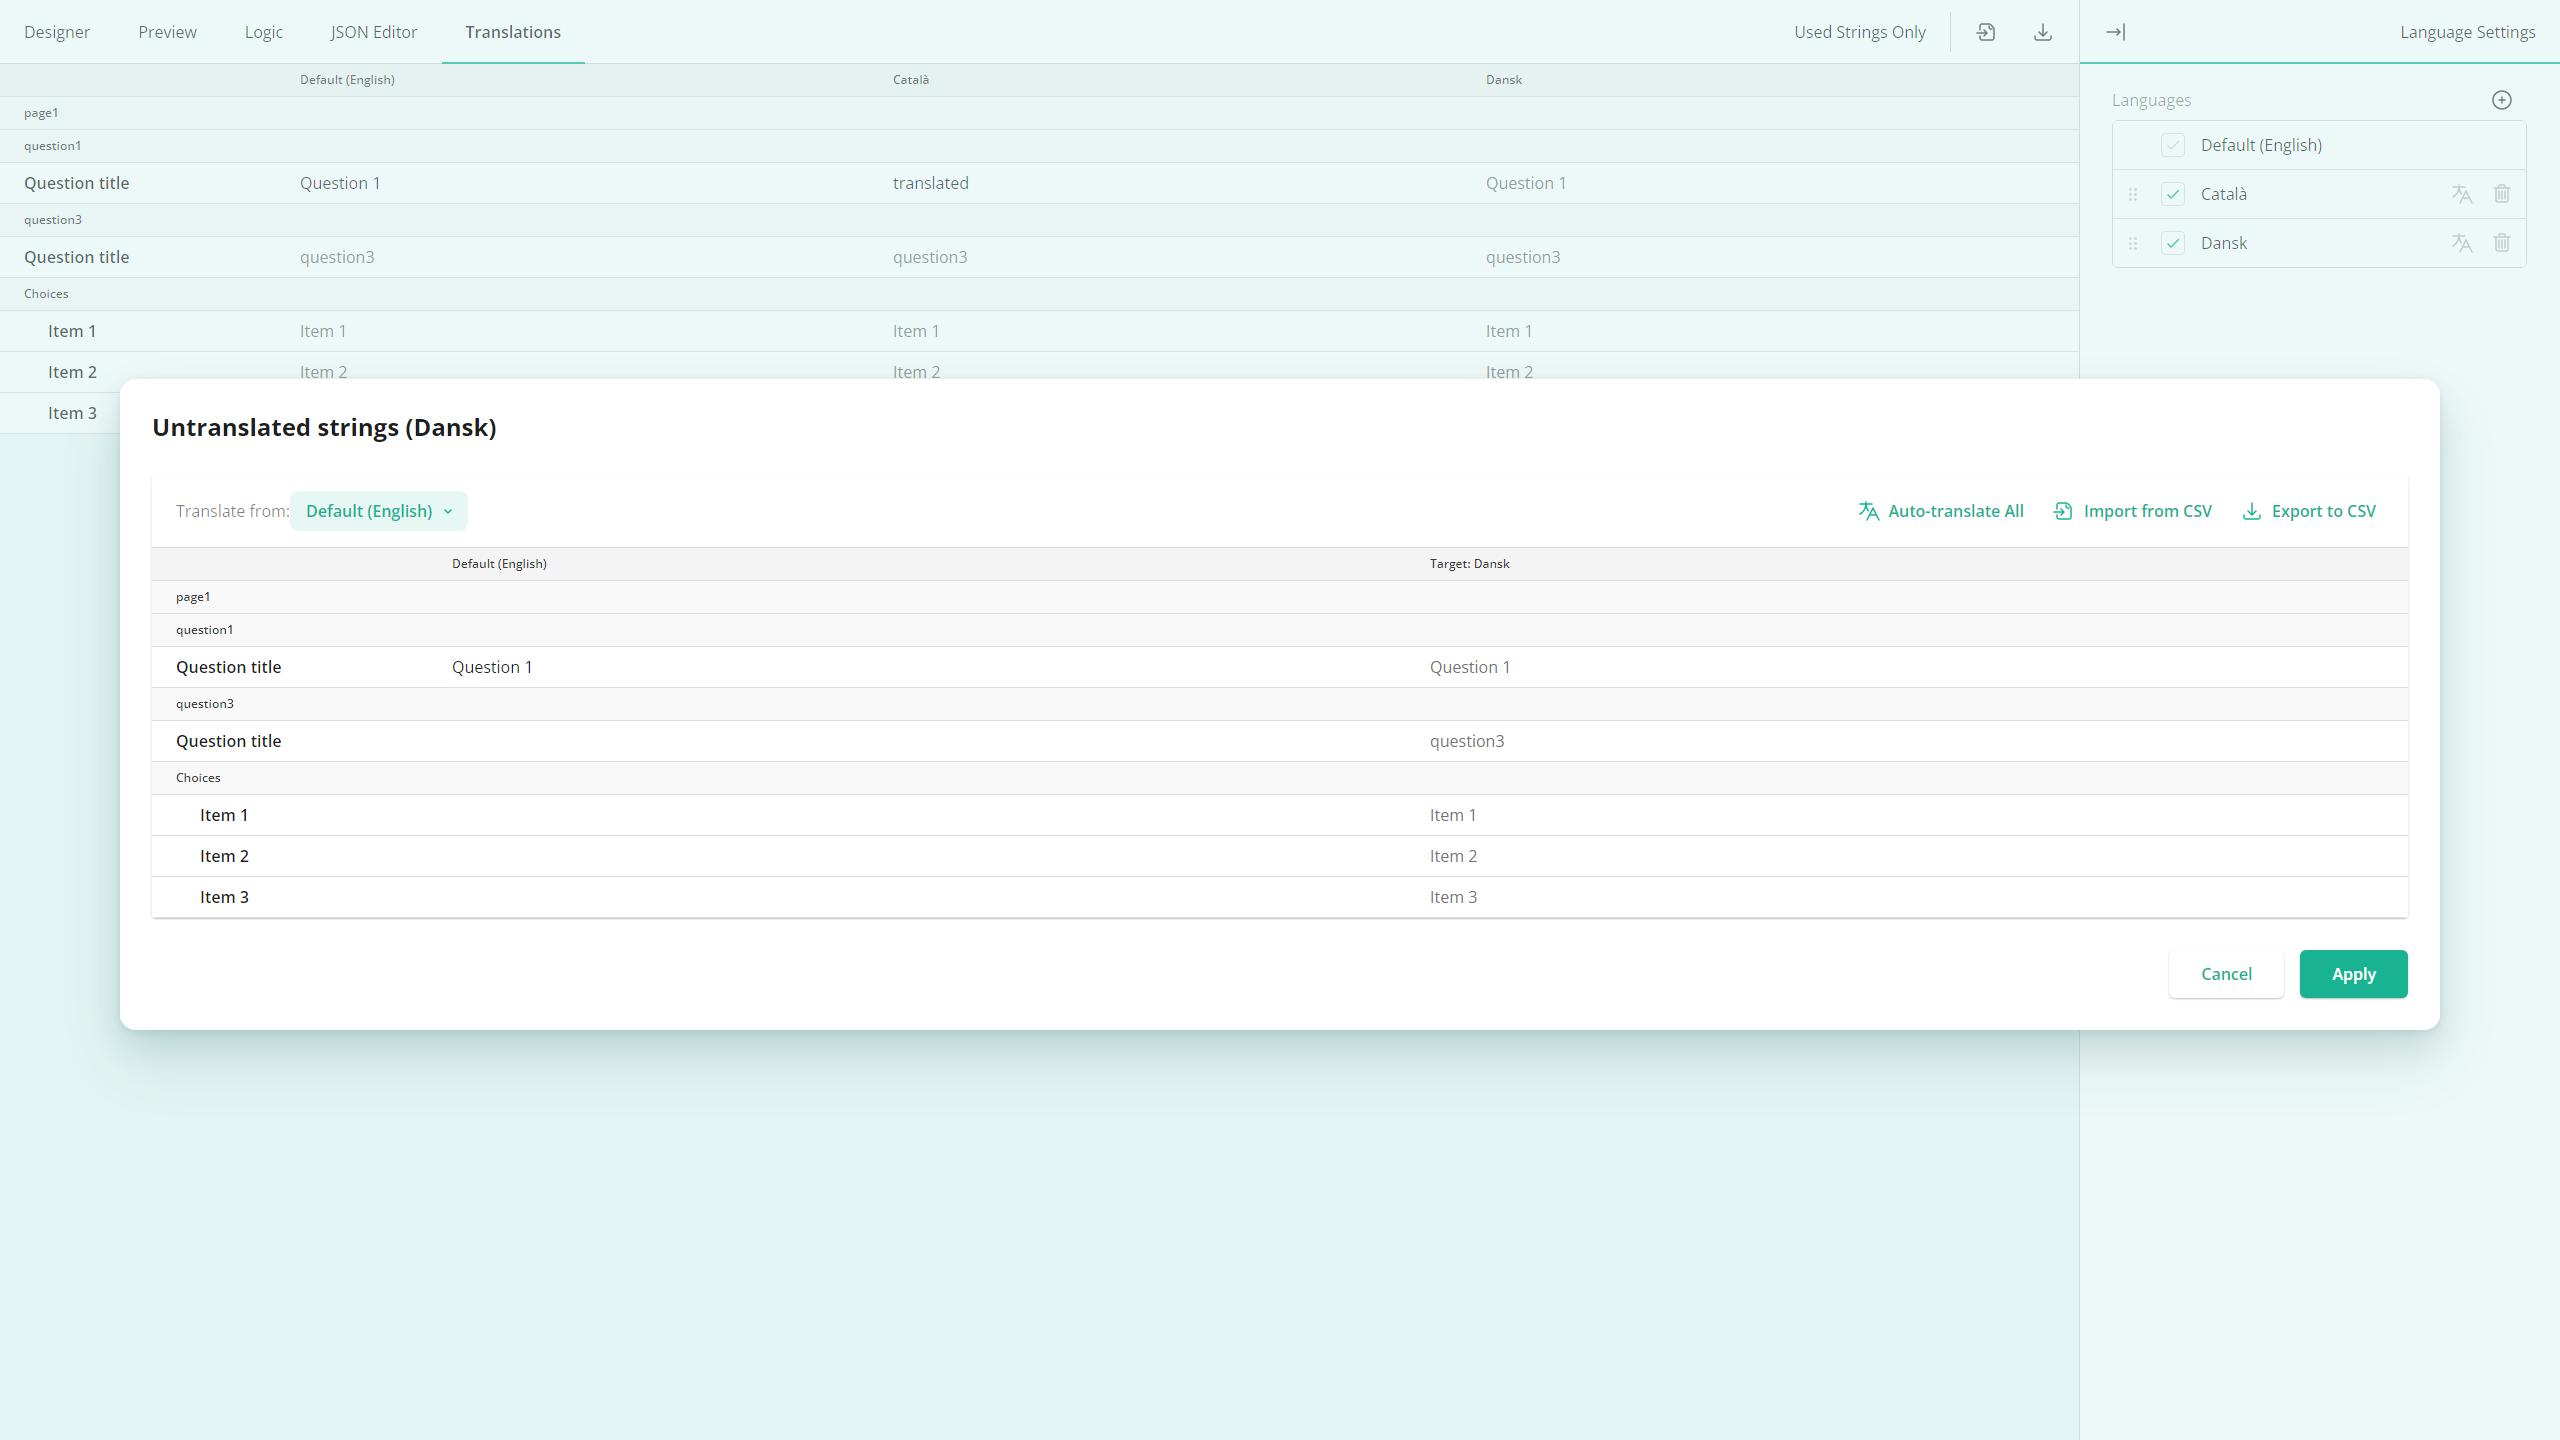 Designer Preview Logic JSON Editor Translations Used Strings Only Language Settings
Default (English) Català Dansk
Languages
page1
question1
Default (English)
Question title Question 1 translated Question 1
Català
question3
Dansk
Question title question3 question3 question3
Choices
Item 1 Item 1 Item 1 Item 1
Item 2 Item 2 Item 2 Item 2
Item 3
Untranslated strings (Dansk)
Translate from: Default (English) Auto-translate All Import from CSV Export to CSV
Default (English) Target: Dansk
page1
question1
Question title Question 1 Question 1
question3
Question title question3
Choices
Item 1 Item 1
Item 2 Item 2
Item 3 Item 3
Cancel Apply